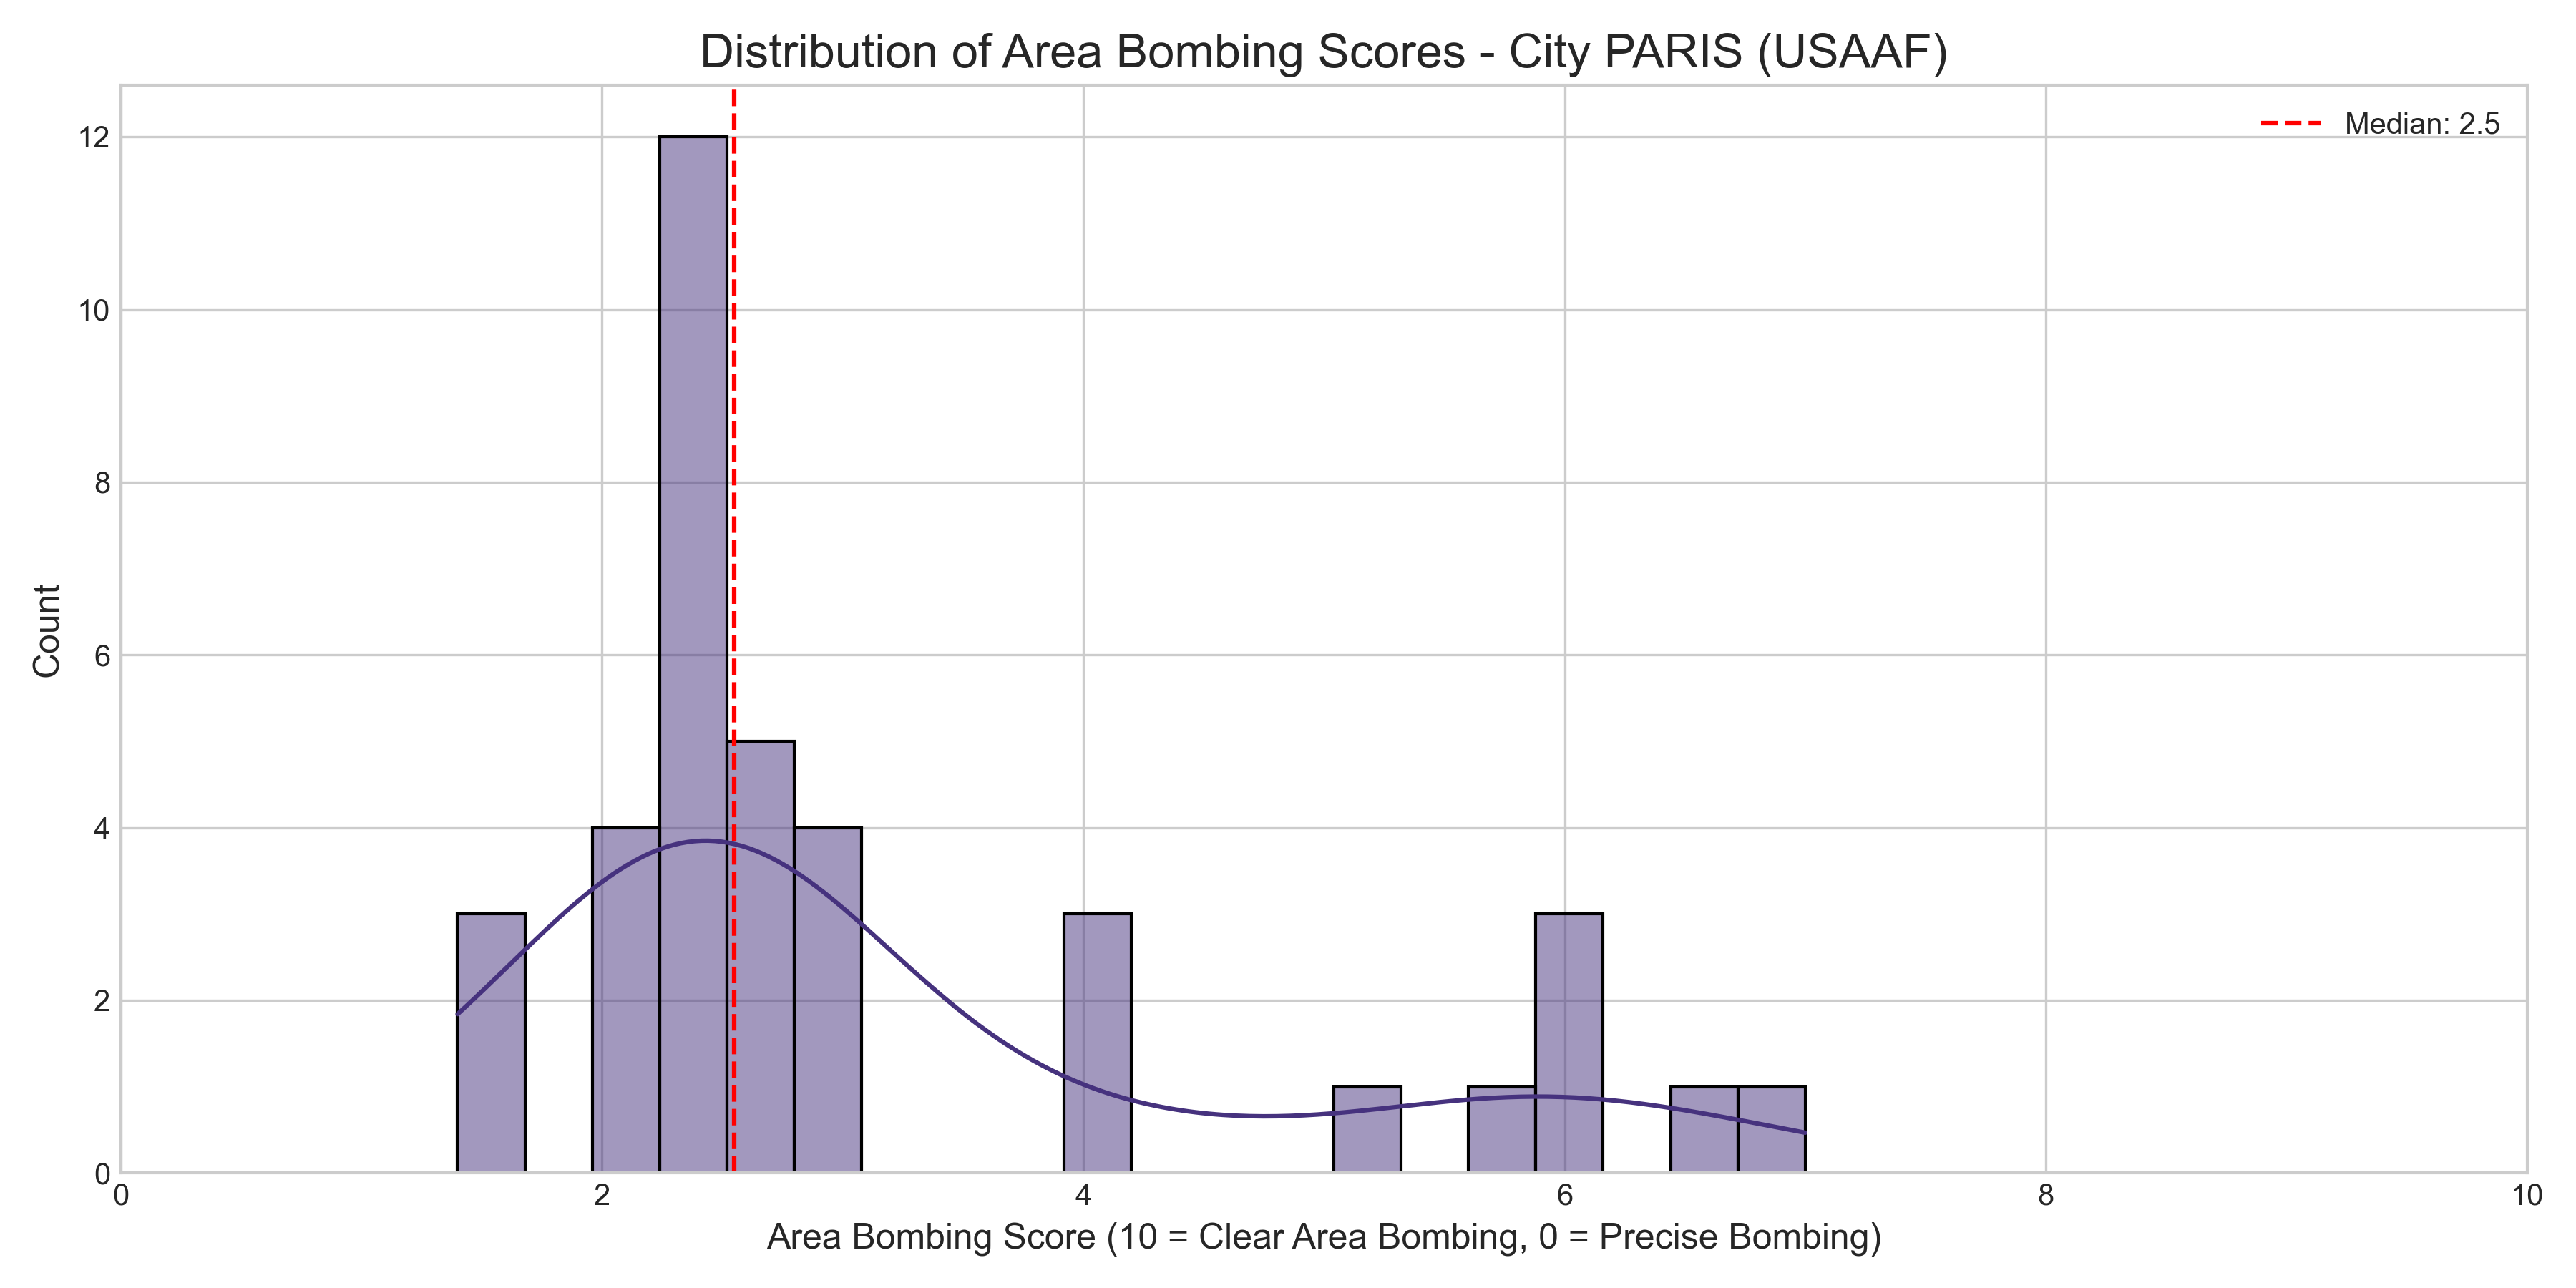 Distribution of Area Bombing Scores - City PARIS (USAAF)
Median: 2.5
12
10
8
6
4
2
0
Count
0 2 4 6 8 10
Area Bombing Score (10 = Clear Area Bombing, 0 = Precise Bombing)